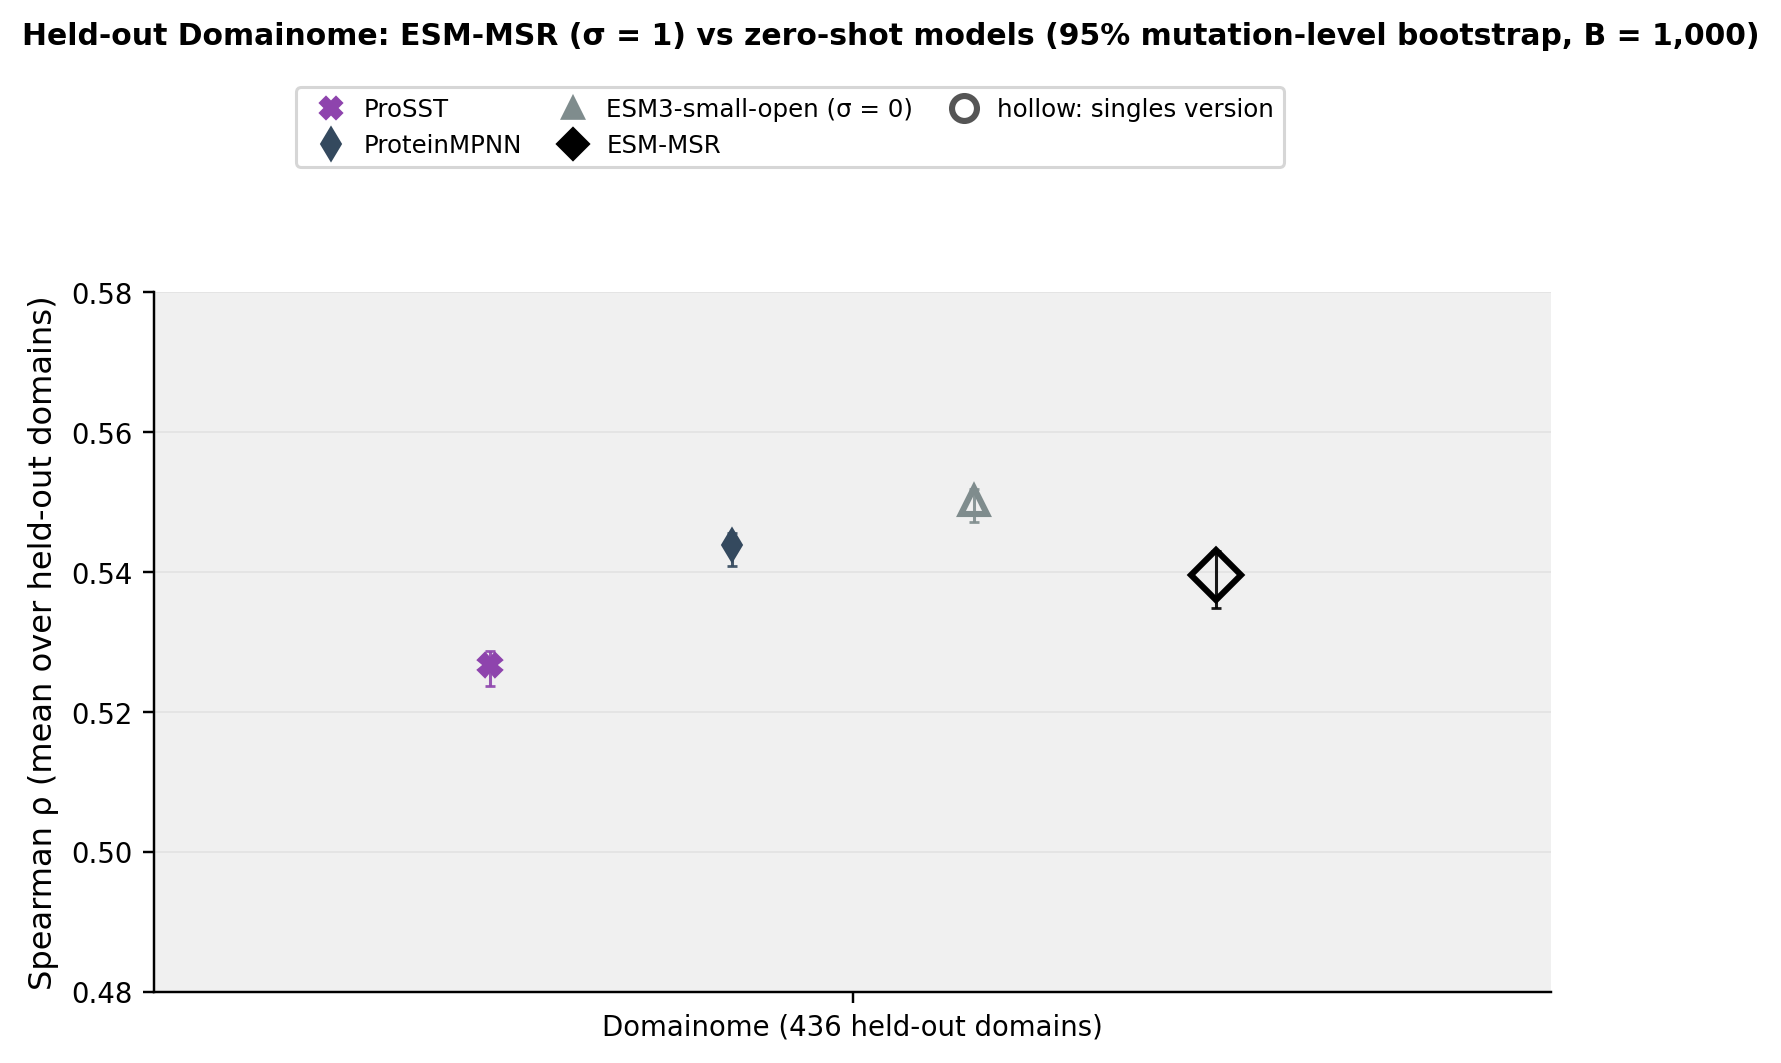 Held-out Domainome: ESM-MSR (σ = 1) vs zero-shot models (95% mutation-level bootstrap, B = 1,000)
ProSST
ProteinMPNN
ESM3-small-open (σ = 0)
ESM-MSR
hollow: singles version
Spearman ρ (mean over held-out domains)
0.58
0.56
0.54
0.52
0.50
0.48
Domainome (436 held-out domains)